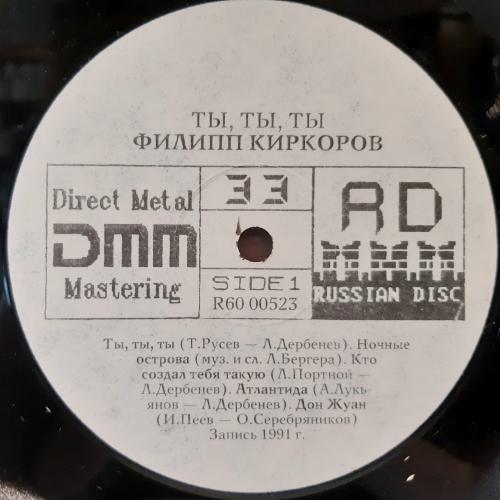 ТЫ, ТЫ, ТЫ
ФИЛИПП КИРКОРОВ
Direct Metal
DMM
Mastering
33
SIDE 1
R60 00523
RD
RUSSIAN DISC
Ты, ты, ты (Т.Русев — Л.Дербенев). Ночные
острова (муз. и сл. Л.Бергера). Кто
создал тебя такую (Л.Портной —
Л.Дербенев). Атлантида (А.Лукь-
янов — Л.Дербенев). Дон Жуан
(И.Пеев — О.Серебряников)
Запись 1991 г.